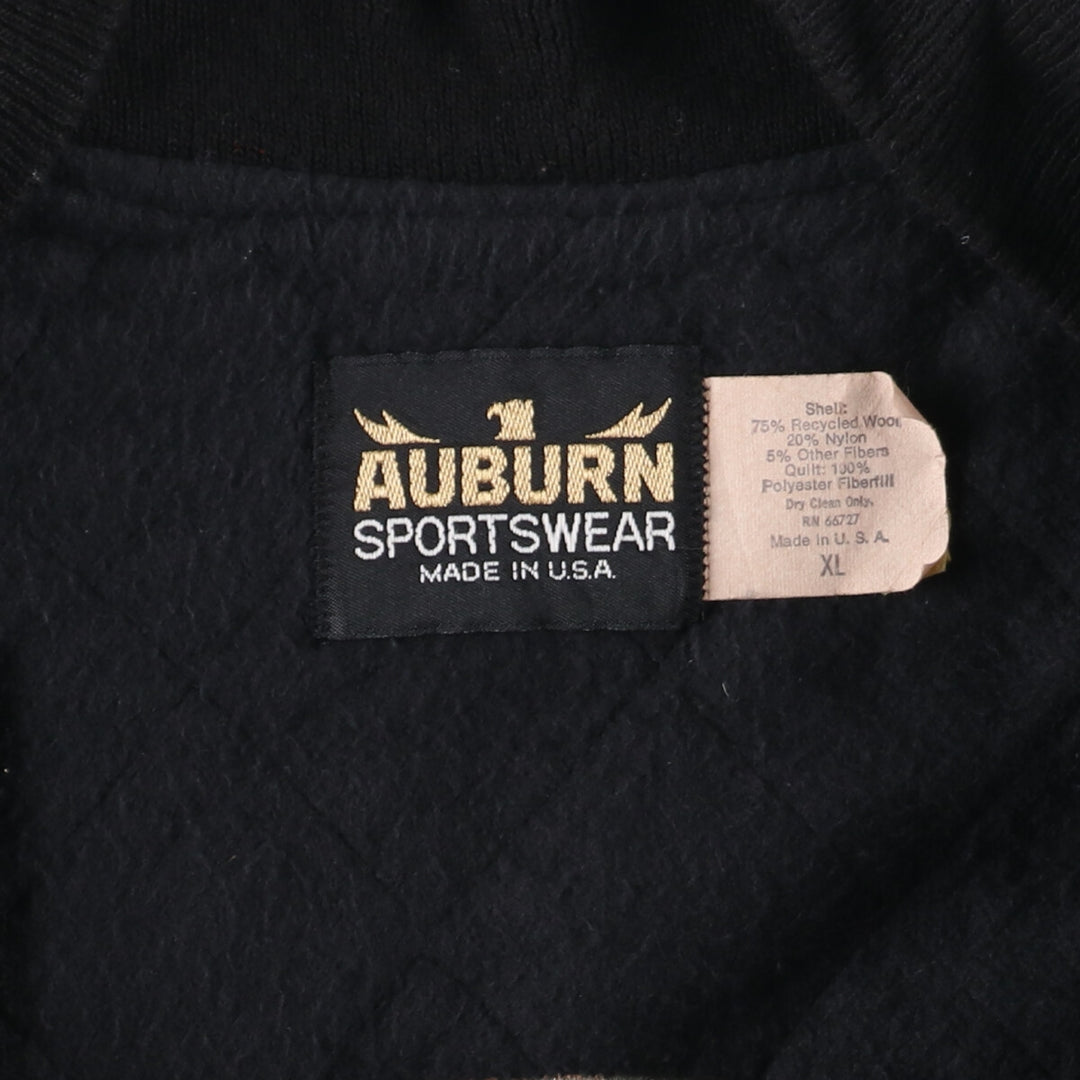 AUBURN
SPORTSWEAR
MADE IN U.S.A.
Shell:
75% Recycled Wool
20% Nylon
5% Other Fibers
Quilt: 100%
Polyester Fiberfill
Dry Clean Only.
RN 66727
Made in U. S. A.
XL